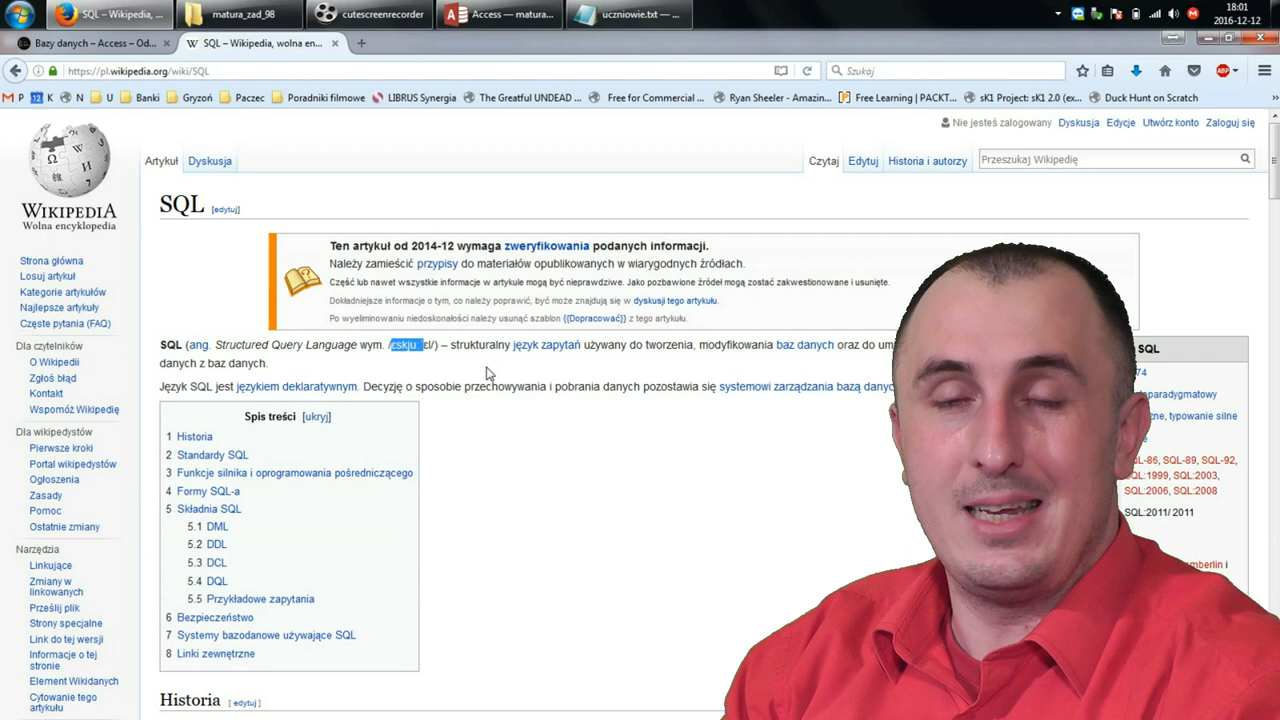 SQL – Wikipedia, ...
matura_zad_98
cutescreenrecorder
Access — matura...
uczniowie.txt — ...
18:01
2016-12-12
Bazy danych – Access – Od...
SQL – Wikipedia, wolna en...
https://pl.wikipedia.org/wiki/SQL
Szukaj
ABP
P 12 K N U Banki Gryzoń Paczec Poradniki filmowe LIBRUS Synergia The Greatful UNDEAD ... Free for Commercial ... Ryan Sheeler - Amazin... Free Learning | PACKT... sK1 Project: sK1 2.0 (ex... Duck Hunt on Scratch
Nie jesteś zalogowany Dyskusja Edycje Utwórz konto Zaloguj się
Artykuł Dyskusja
Czytaj Edytuj Historia i autorzy
Przeszukaj Wikipedię
WIKIPEDIA
Wolna encyklopedia
Strona główna
Losuj artykuł
Kategorie artykułów
Najlepsze artykuły
Częste pytania (FAQ)
Dla czytelników
O Wikipedii
Zgłoś błąd
Kontakt
Wspomóż Wikipedię
Dla wikipedystów
Pierwsze kroki
Portal wikipedystów
Ogłoszenia
Zasady
Pomoc
Ostatnie zmiany
Narzędzia
Linkujące
Zmiany w
linkowanych
Prześlij plik
Strony specjalne
Link do tej wersji
Informacje o tej
stronie
Element Wikidanych
Cytowanie tego
artykułu
SQL [edytuj]
Ten artykuł od 2014-12 wymaga zweryfikowania podanych informacji.
Należy zamieścić przypisy do materiałów opublikowanych w wiarygodnych źródłach.
Część lub nawet wszystkie informacje w artykule mogą być nieprawdziwe. Jako pozbawione źródeł mogą zostać zakwestionowane i usunięte.
Dokładniejsze informacje o tym, co należy poprawić, być może znajdują się w dyskusji tego artykułu.
Po wyeliminowaniu niedoskonałości należy usunąć szablon {{Dopracować}} z tego artykułu.
SQL (ang. Structured Query Language wym. /ɛskjuːˈɛl/) – strukturalny język zapytań używany do tworzenia, modyfikowania baz danych oraz do um
danych z baz danych.
Język SQL jest językiem deklaratywnym. Decyzję o sposobie przechowywania i pobrania danych pozostawia się systemowi zarządzania bazą danyc
Spis treści [ukryj]
1 Historia
2 Standardy SQL
3 Funkcje silnika i oprogramowania pośredniczącego
4 Formy SQL-a
5 Składnia SQL
5.1 DML
5.2 DDL
5.3 DCL
5.4 DQL
5.5 Przykładowe zapytania
6 Bezpieczeństwo
7 Systemy bazodanowe używające SQL
8 Linki zewnętrzne
Historia [edytuj]
SQL
74
aparadygmatowy
zne, typowanie silne
QL-86, SQL-89, SQL-92,
QL:1999, SQL:2003,
SQL:2006, SQL:2008
SQL:2011/ 2011
mberlin i